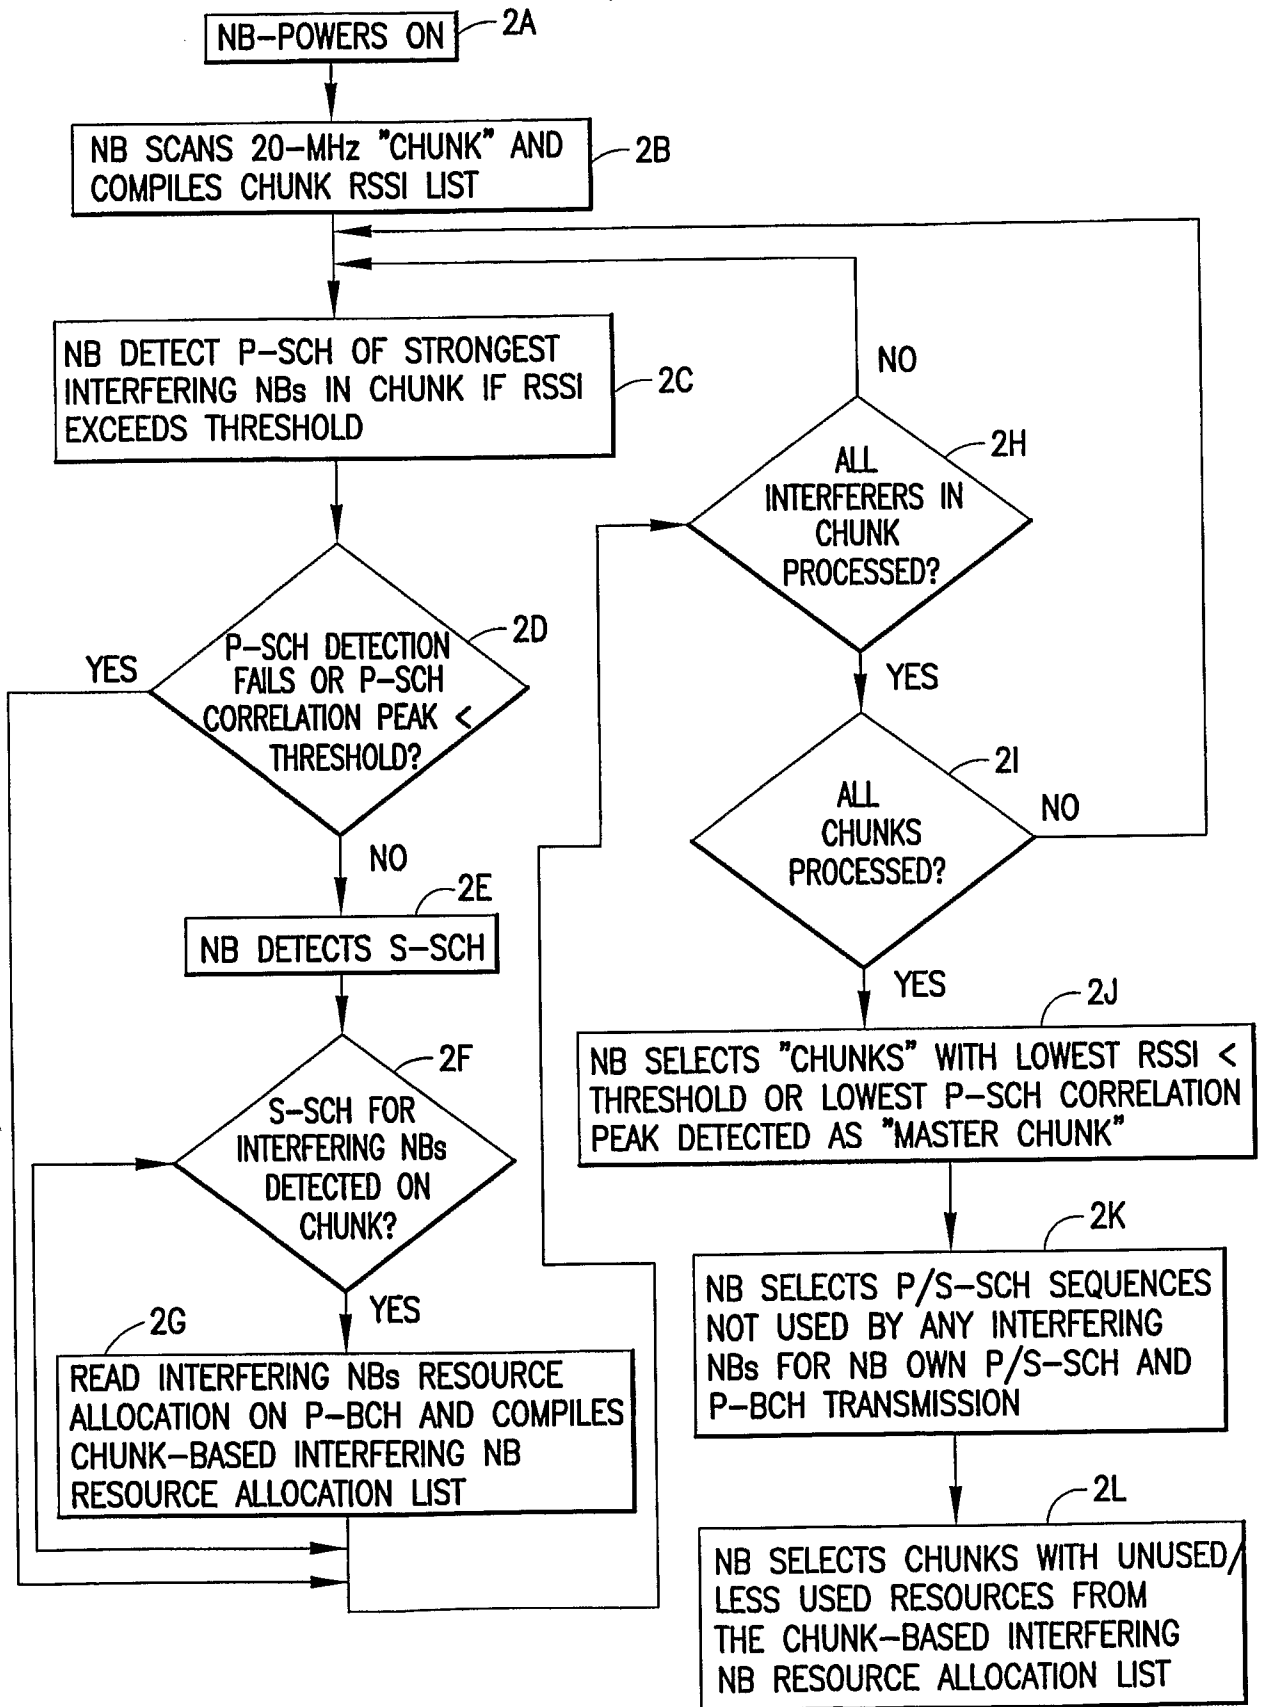 NB-POWERS ON
2A
NB SCANS 20-MHz "CHUNK" AND
COMPILES CHUNK RSSI LIST
2B
NB DETECT P-SCH OF STRONGEST
INTERFERING NBs IN CHUNK IF RSSI
EXCEEDS THRESHOLD
2C
P-SCH DETECTION
FAILS OR P-SCH
CORRELATION PEAK <
THRESHOLD?
2D
YES
NO
NB DETECTS S-SCH
2E
S-SCH FOR
INTERFERING NBs
DETECTED ON
CHUNK?
2F
YES
2G
READ INTERFERING NBs RESOURCE
ALLOCATION ON P-BCH AND COMPILES
CHUNK-BASED INTERFERING NB
RESOURCE ALLOCATION LIST
NO
2H
ALL
INTERFERERS IN
CHUNK
PROCESSED?
YES
2I
ALL
CHUNKS
PROCESSED?
NO
YES
2J
NB SELECTS "CHUNKS" WITH LOWEST RSSI <
THRESHOLD OR LOWEST P-SCH CORRELATION
PEAK DETECTED AS "MASTER CHUNK"
2K
NB SELECTS P/S-SCH SEQUENCES
NOT USED BY ANY INTERFERING
NBs FOR NB OWN P/S-SCH AND
P-BCH TRANSMISSION
2L
NB SELECTS CHUNKS WITH UNUSED/
LESS USED RESOURCES FROM
THE CHUNK-BASED INTERFERING
NB RESOURCE ALLOCATION LIST